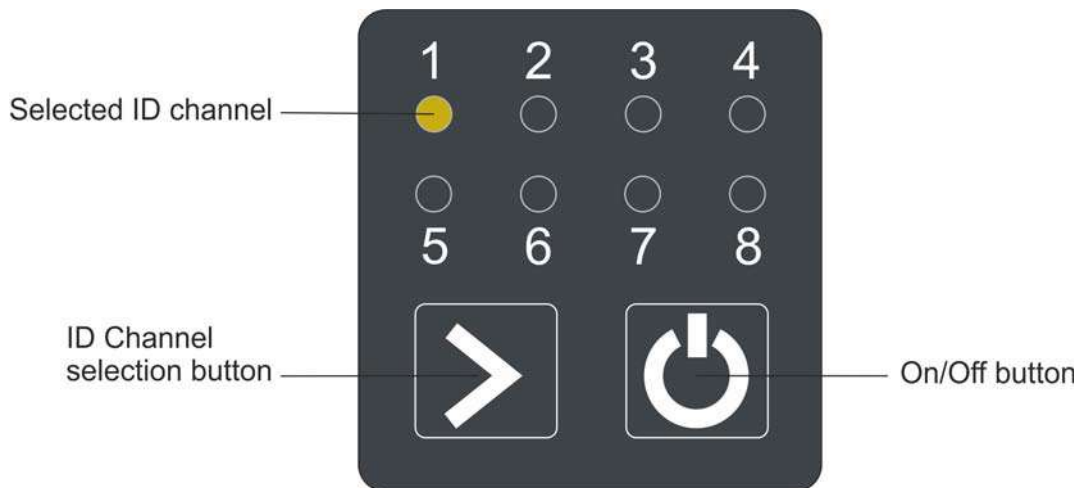 1 2 3 4
Selected ID channel
5 6 7 8
ID Channel
selection button
On/Off button